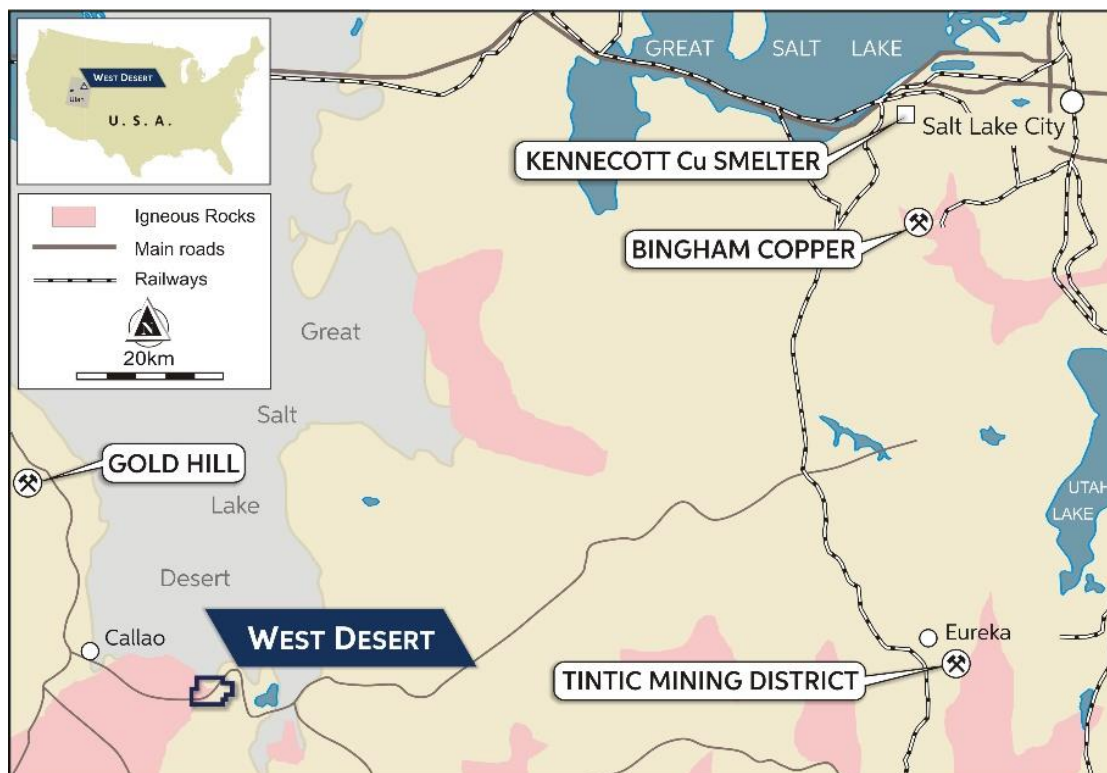 WEST DESERT
Utah
U. S. A.
Igneous Rocks
Main roads
Railways
N
20km
GREAT SALT LAKE
Salt Lake City
KENNECOTT Cu SMELTER
BINGHAM COPPER
Great
Salt
Lake
Desert
GOLD HILL
UTAH
LAKE
Callao
WEST DESERT
Eureka
TINTIC MINING DISTRICT